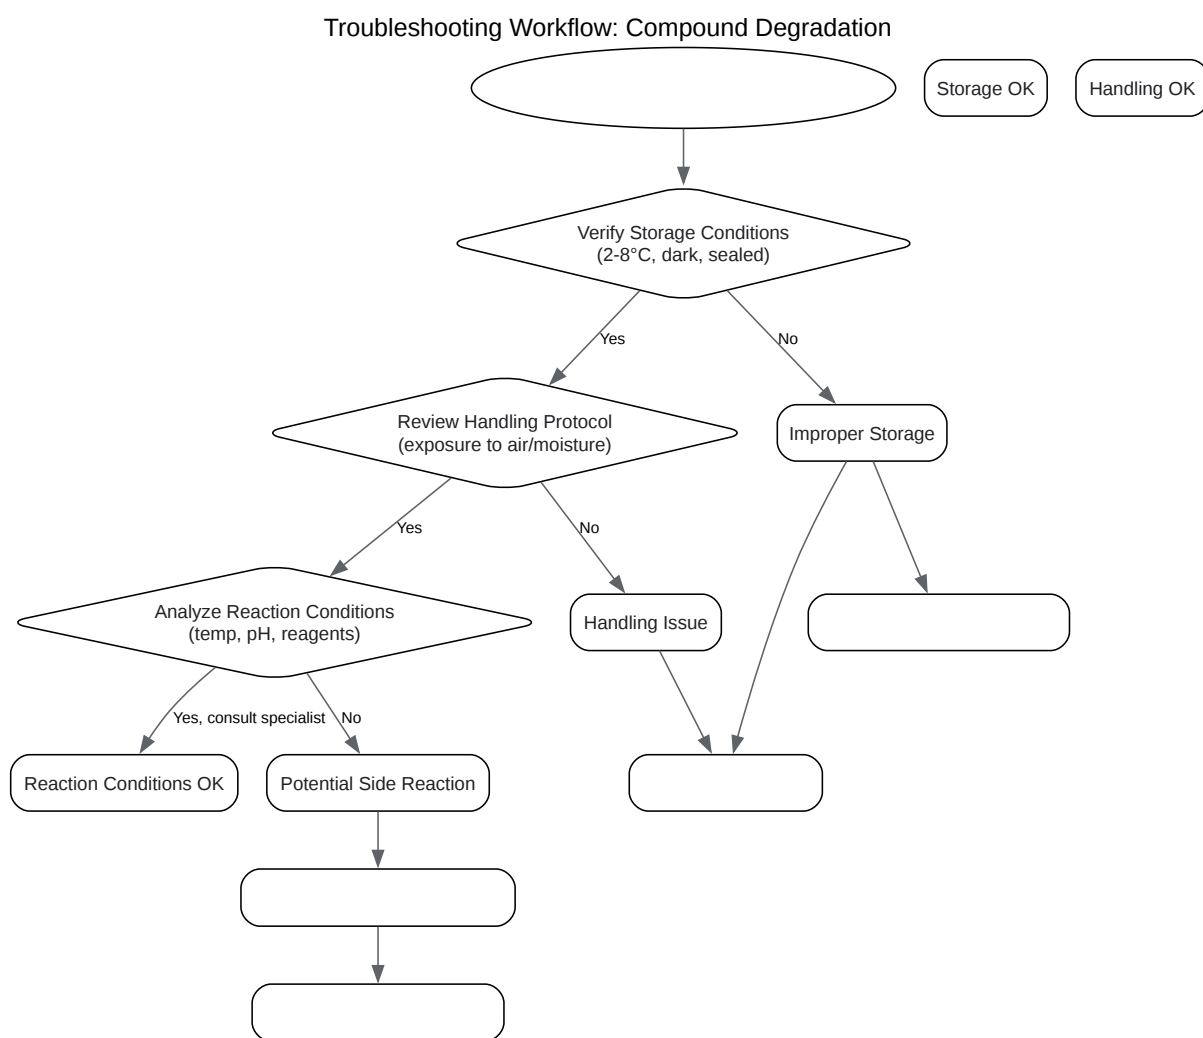 Troubleshooting Workflow: Compound Degradation
Storage OK
Handling OK
Verify Storage Conditions
(2-8°C, dark, sealed)
Yes
No
Review Handling Protocol
(exposure to air/moisture)
Improper Storage
Yes
No
Analyze Reaction Conditions
(temp, pH, reagents)
Handling Issue
Yes, consult specialist
No
Reaction Conditions OK
Potential Side Reaction